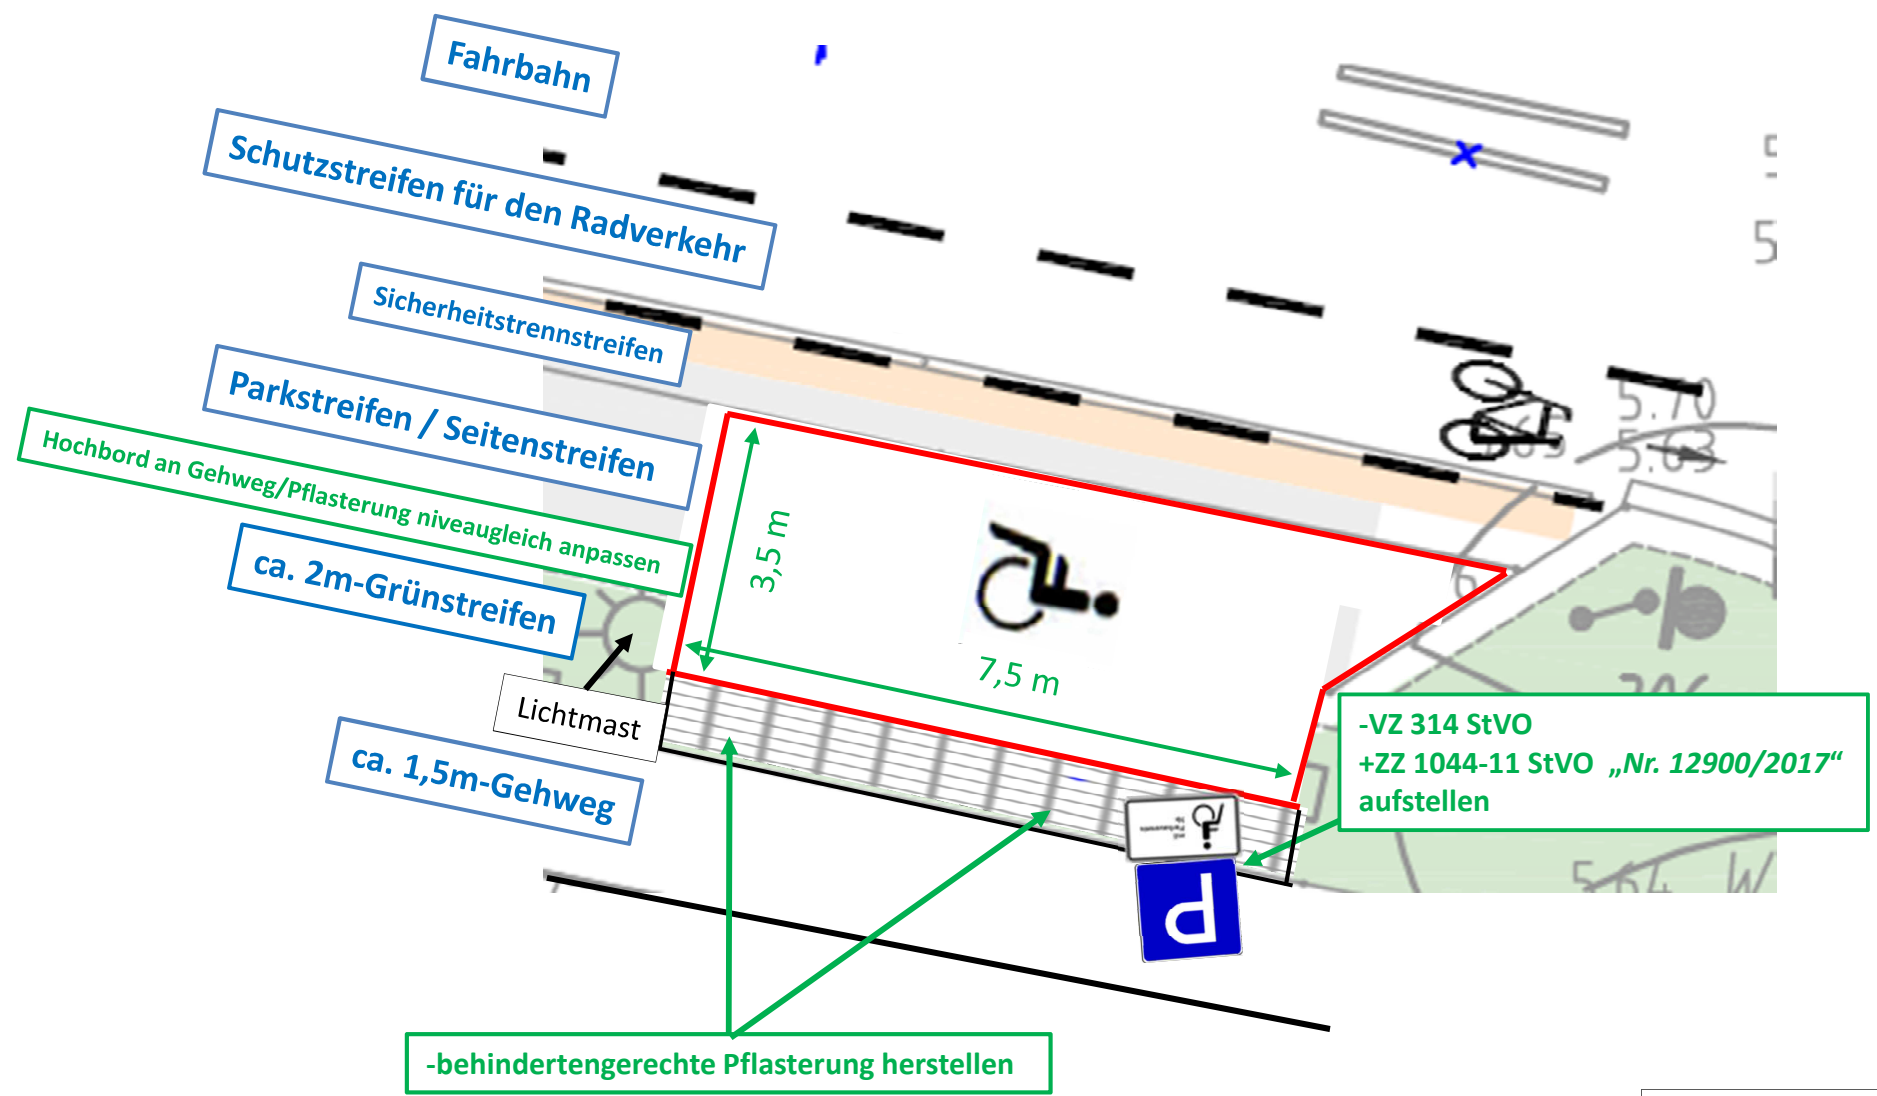 Fahrbahn
Schutzstreifen für den Radverkehr
Sicherheitstrennstreifen
Parkstreifen / Seitenstreifen
Hochbord an Gehweg/Pflasterung niveaugleich anpassen
ca. 2m-Grünstreifen
Lichtmast
ca. 1,5m-Gehweg
3,5 m
7,5 m
5.70
5.63
-VZ 314 StVO
+ZZ 1044-11 StVO „Nr. 12900/2017“
aufstellen
P
5.64
W
-behindertengerechte Pflasterung herstellen